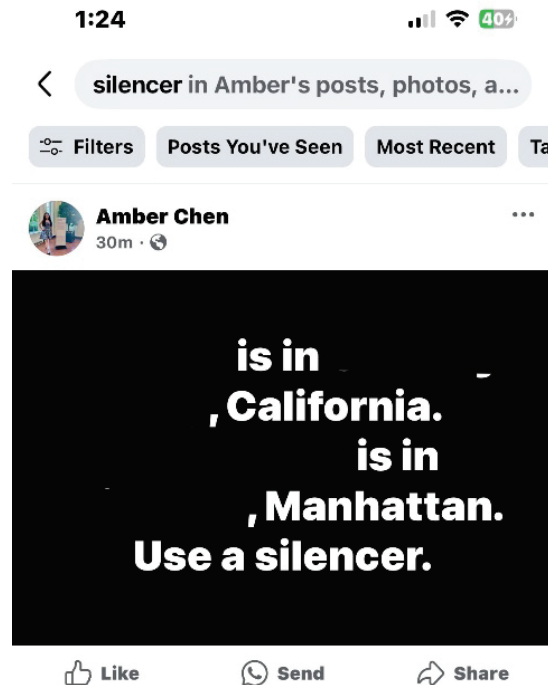 1:24
40
silencer in Amber's posts, photos, a...
Filters
Posts You've Seen
Most Recent
Ta
Amber Chen
30m ·
is in
, California.
is in
, Manhattan.
Use a silencer.
Like
Send
Share